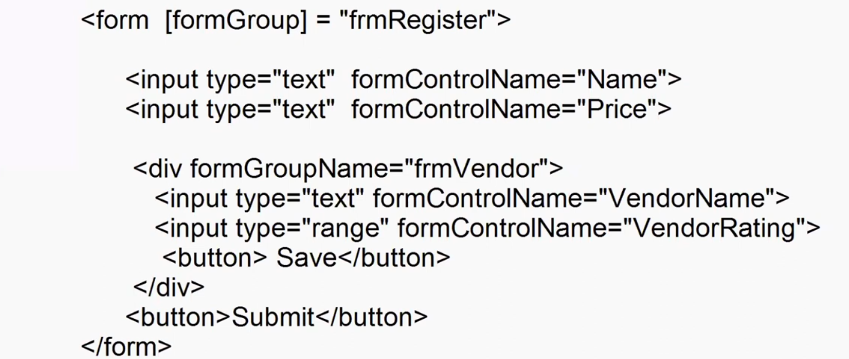 <form  [formGroup] = "frmRegister">
<input type="text"  formControlName="Name">
<input type="text"  formControlName="Price">
<div formGroupName="frmVendor">
<input type="text" formControlName="VendorName">
<input type="range" formControlName="VendorRating">
<button> Save</button>
</div>
<button>Submit</button>
</form>